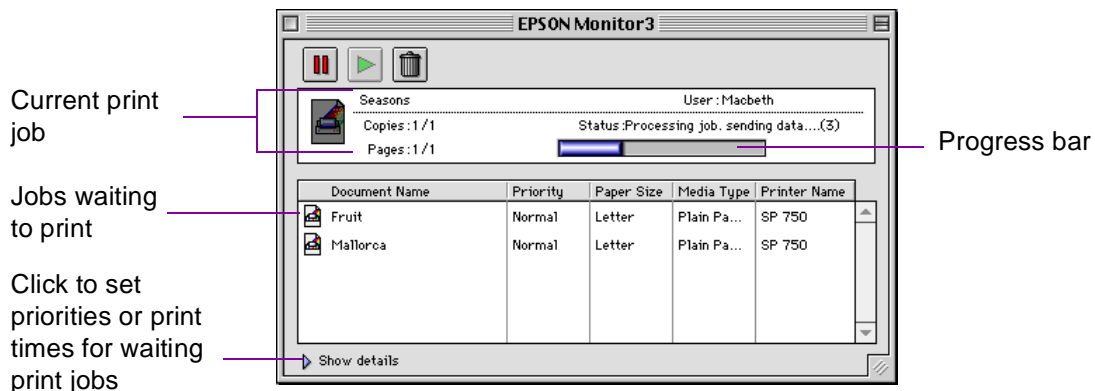 EPSON Monitor3
Seasons
User : Macbeth
Copies : 1/1
Status :Processing job. sending data....(3)
Pages : 1/1
Current print
job
Progress bar
Document Name Priority Paper Size Media Type Printer Name
Fruit Normal Letter Plain Pa... SP 750
Mallorca Normal Letter Plain Pa... SP 750
Jobs waiting
to print
Click to set
priorities or print
times for waiting
print jobs
Show details